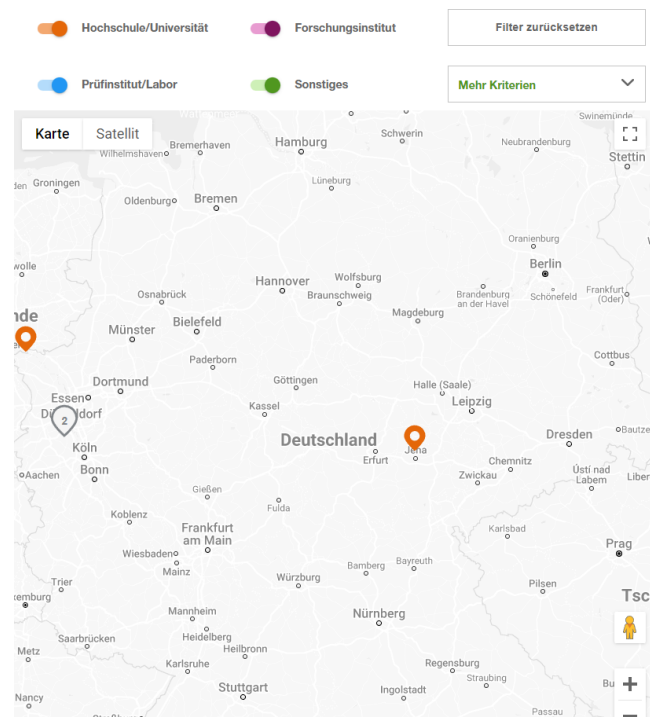 Hochschule/Universität
Forschungsinstitut
Filter zurücksetzen
Prüfinstitut/Labor
Sonstiges
Mehr Kriterien
Karte
Satellit
Swinemünde
Bremerhaven
Hamburg
Schwerin
Wilhelmshaven
Neubrandenburg
Stettin
Groningen
Lüneburg
Oldenburg
Bremen
Oranienburg
Berlin
Hannover
Wolfsburg
Osnabrück
Braunschweig
Brandenburg
an der Havel
Schönefeld
Frankfurt
(Oder)
Magdeburg
Münster
Bielefeld
Paderborn
Cottbus
Dortmund
Göttingen
Halle (Saale)
Essen
Leipzig
Kassel
2
Deutschland
Dresden
Köln
Jena
Erfurt
Chemnitz
Aachen
Bonn
Zwickau
Ústí nad
Labem
Gießen
Koblenz
Fulda
Frankfurt
am Main
Karlsbad
Prag
Wiesbaden
Mainz
Bamberg
Bayreuth
Trier
Würzburg
Pilsen
Tsc
Mannheim
Nürnberg
Saarbrücken
Heidelberg
Metz
Heilbronn
Karlsruhe
Regensburg
Straubing
Stuttgart
Ingolstadt
Nancy
Passau